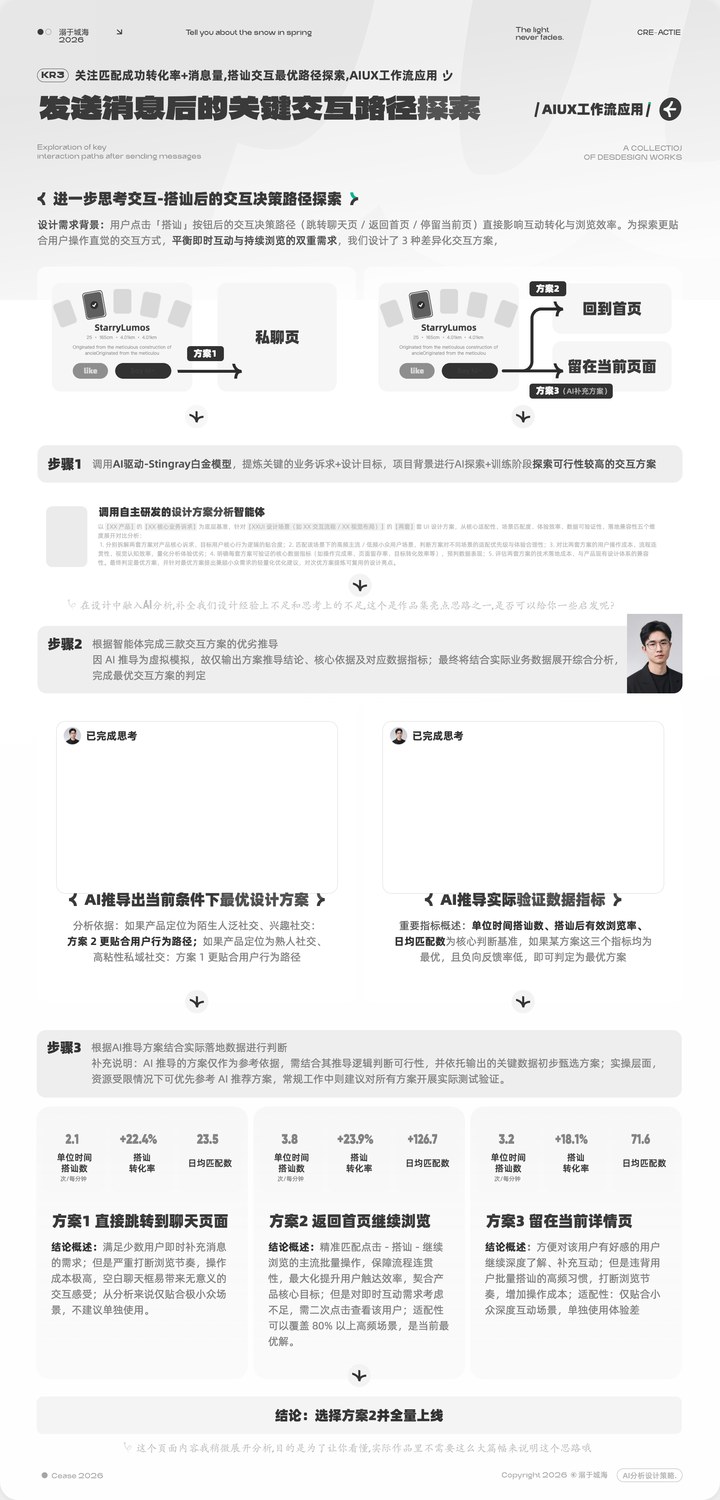 溺于城海
2026
Tell you about the snow in spring
The light
never fades.
CRE-ACTIE
KR3 关注匹配成功转化率+消息量,搭讪交互最优路径探索,AIUX工作流应用
发送消息后的关键交互路径探索
/ AIUX工作流应用 /
Exploration of key
interaction paths after sending messages
A COLLECTIO
OF DESDESIGN WORKS
进一步思考交互-搭讪后的交互决策路径探索
设计需求背景：用户点击「搭讪」按钮后的交互决策路径（跳转聊天页 / 返回首页 / 停留当前页）直接影响互动转化与浏览效率。为探索更贴
合用户操作直觉的交互方式，平衡即时互动与持续浏览的双重需求，我们设计了 3 种差异化交互方案，
StarryLumos
Originated from the meticulous construction of
like
方案1
私聊页
StarryLumos
Originated from the meticulous construction of
like
方案2
回到首页
留在当前页面
方案3（AI补充方案）
步骤1 调用AI驱动-Stingray白金模型，提炼关键的业务诉求+设计目标，项目背景进行AI探索+训练阶段探索可行性较高的交互方案
调用自主研发的设计方案分析智能体
在设计中融入AI分析,补全我们设计经验上不足和思考上的不足,这个是作品集亮点思路之一,是否可以给你一些启发呢?
步骤2 根据智能体完成三款交互方案的优劣推导
因 AI 推导为虚拟模拟，故仅输出方案推导结论、核心依据及对应数据指标；最终将结合实际业务数据展开综合分析，
完成最优交互方案的判定
已完成思考
AI推导出当前条件下最优设计方案
分析依据：如果产品定位为陌生人泛社交、兴趣社交：
方案 2 更贴合用户行为路径；如果产品定位为熟人社交、
高粘性私域社交：方案 1 更贴合用户行为路径
已完成思考
AI推导实际验证数据指标
重要指标概述：单位时间搭讪数、搭讪后有效浏览率、
日均匹配数为核心判断基准，如果某方案这三个指标均为
最优，且负向反馈率低，即可判定为最优方案
步骤3 根据AI推导方案结合实际落地数据进行判断
补充说明：AI 推导的方案仅作为参考依据，需结合其推导逻辑判断可行性，并依托输出的关键数据初步甄选方案；实操层面，
资源受限情况下可优先参考 AI 推荐方案，常规工作中则建议对所有方案开展实际测试验证。
2.1
单位时间
搭讪数
次/每分钟
+22.4%
搭讪
转化率
23.5
日均匹配数
方案1 直接跳转到聊天页面
结论概述：满足少数用户即时补充消息
的需求；但是严重打断浏览节奏，操作
成本极高，空白聊天框易带来无意义的
交互感受；从分析来说仅贴合极小众场
景，不建议单独使用。
3.8
单位时间
搭讪数
次/每分钟
+23.9%
搭讪
转化率
+126.7
日均匹配数
方案2 返回首页继续浏览
结论概述：精准匹配点击 - 搭讪 - 继续
浏览的主流批量操作，保障流程连贯
性，最大化提升用户触达效率，契合产
品核心目标；但是对即时互动需求考虑
不足，需二次点击查看该用户；适配性
可以覆盖 80% 以上高频场景，是当前最
优解。
3.2
单位时间
搭讪数
次/每分钟
+18.1%
搭讪
转化率
71.6
日均匹配数
方案3 留在当前详情页
结论概述：方便对该用户有好感的用户
继续深度了解、补充互动；但是违背用
户批量搭讪的高频习惯，打断浏览节
奏，增加操作成本；适配性：仅贴合小
众深度互动场景，单独使用体验差
结论：选择方案2并全量上线
这个页面内容我稍微展开分析,目的是为了让你看懂,实际作品里不需要这么大篇幅来说明这个思路哦
Cease 2026
Copyright 2026 ® 溺于城海
AI分析设计策略.